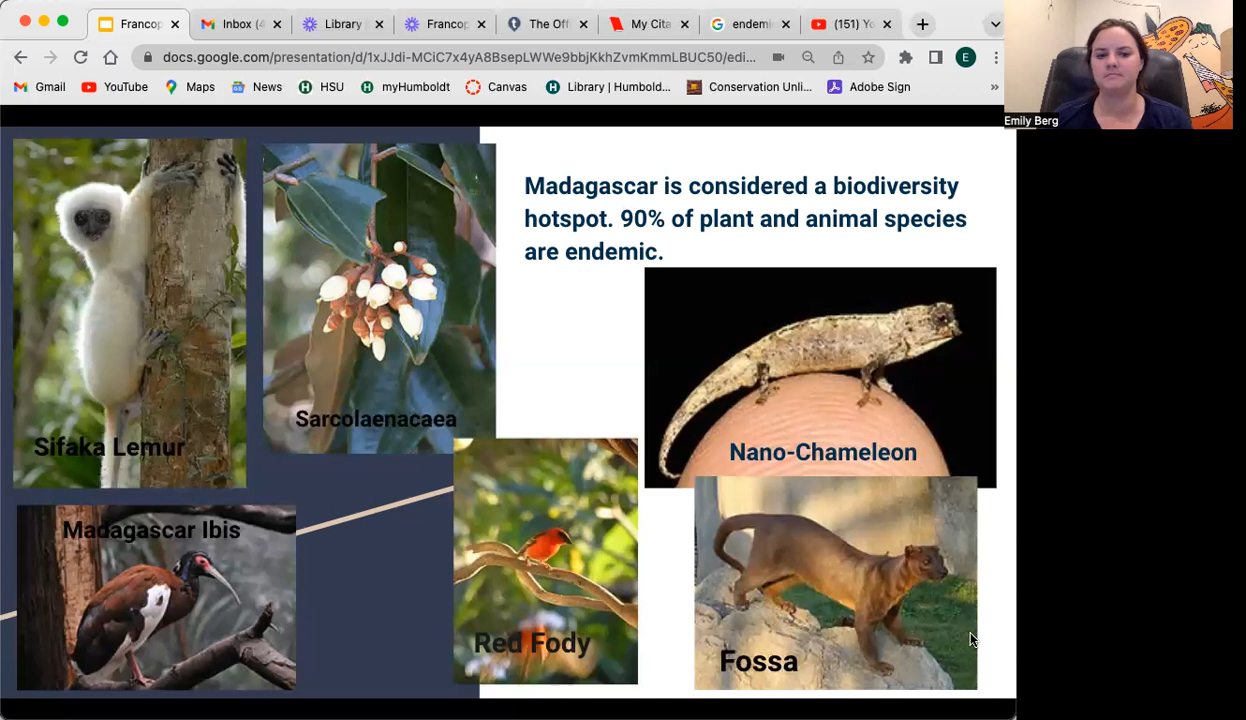 Francop
Inbox (4
Library |
Francop
The Off
My Cita
endemi
(151) Yo
docs.google.com/presentation/d/1xJJdi-MCiC7x4yA8BsepLWWe9bbjKkhZvmKmmLBUC50/edi...
E
Gmail
YouTube
Maps
News
HSU
myHumboldt
Canvas
Library | Humbold...
Conservation Unli...
Adobe Sign
Emily Berg
Madagascar is considered a biodiversity
hotspot. 90% of plant and animal species
are endemic.
Sarcolaenacaea
Sifaka Lemur
Nano-Chameleon
Madagascar Ibis
Red Fody
Fossa